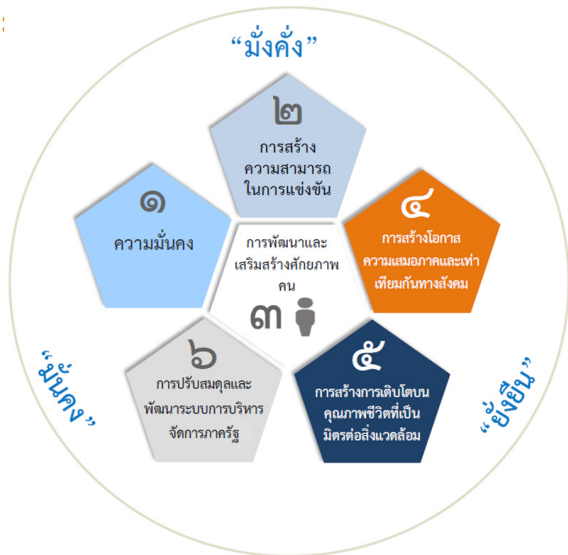 “มั่งคั่ง”
๒
การสร้าง
ความสามารถ
ในการแข่งขัน
๑
ความมั่นคง
การพัฒนาและ
เสริมสร้างศักยภาพ
คน
๓
๔
การสร้างโอกาส
ความเสมอภาคและเท่า
เทียมกันทางสังคม
๖
การปรับสมดุลและ
พัฒนาระบบการบริหาร
จัดการภาครัฐ
๕
การสร้างการเติบโตบน
คุณภาพชีวิตที่เป็น
มิตรต่อสิ่งแวดล้อม
“มั่นคง”
“ยั่งยืน”